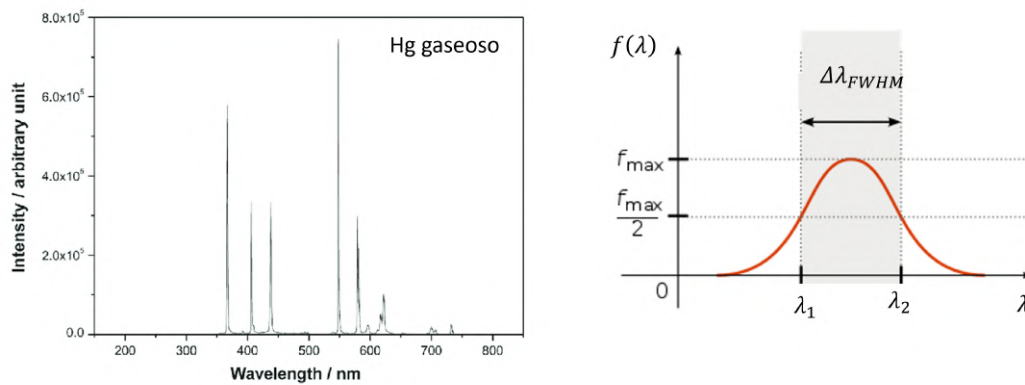 Hg gaseoso
Intensity / arbitrary unit
8.0x10⁵
6.0x10⁵
4.0x10⁵
2.0x10⁵
0.0
200 300 400 500 600 700 800
Wavelength / nm
f(λ)
Δλ_FWHM
f_max
f_max
2
0
λ₁ λ₂ λ